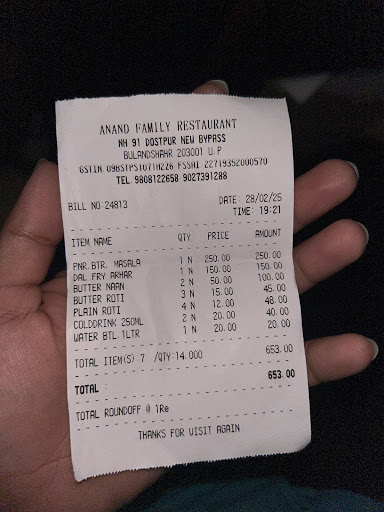 ANAND FAMILY RESTAURANT
NH 91 DOSTPUR NEW BYPASS
BULANDSHAHR 203001 U.P
GSTIN 09BSTPS1071H2Z6 FSSAI 22719352000570
TEL.9808122658 9027391288
BILL NO:24813 DATE: 28/02/25
TIME: 19:21
ITEM NAME QTY PRICE AMOUNT
PNR.BTR. MASALA 1 N 250.00 250.00
DAL FRY ARHAR 1 N 150.00 150.00
BUTTER NAAN 2 N 50.00 100.00
BUTTER ROTI 3 N 15.00 45.00
PLAIN ROTI 4 N 12.00 48.00
COLDDRINK 250ML 2 N 20.00 40.00
WATER BTL 1LTR 1 N 20.00 20.00
TOTAL ITEM(S) 7 /QTY:14.000 653.00
TOTAL : 653.00
TOTAL ROUNDOFF @ 1Re
THANKS FOR VISIT AGAIN